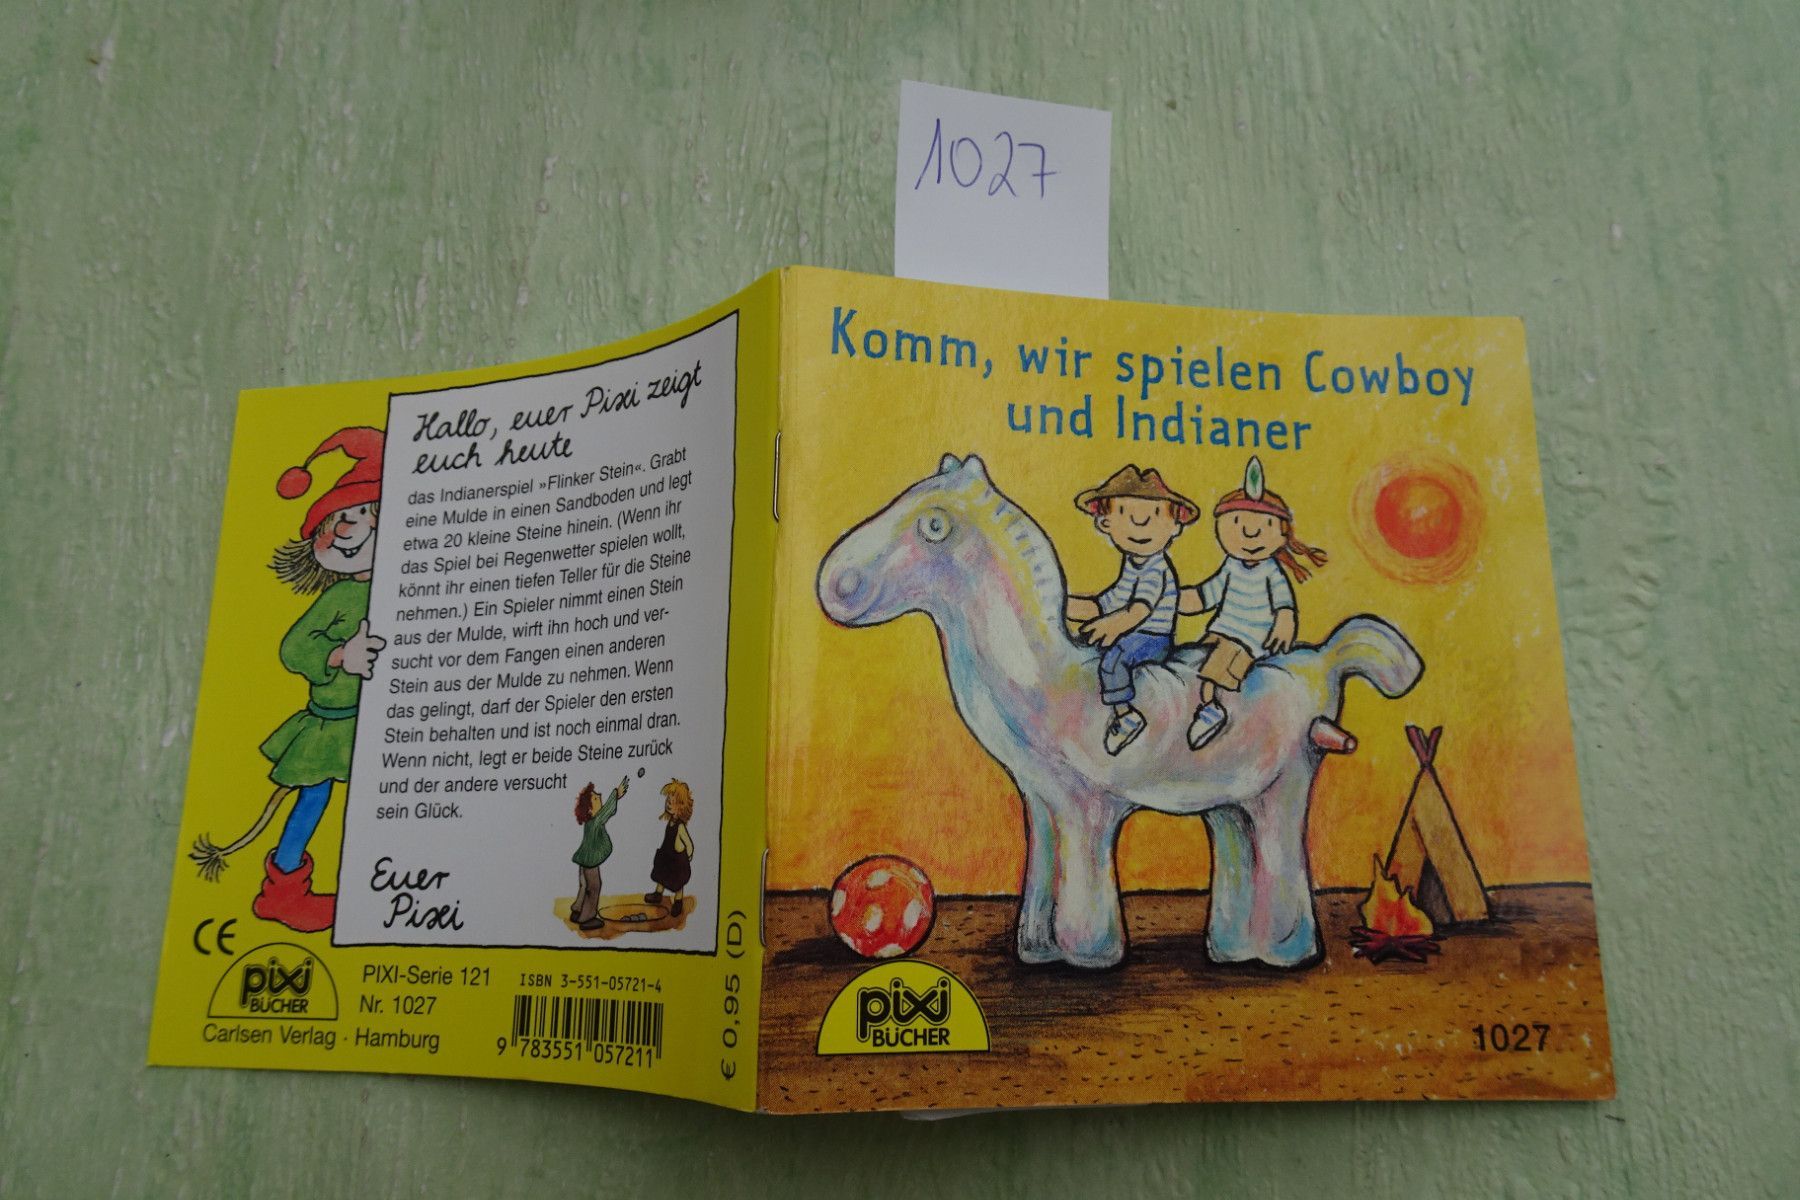 1027
Komm, wir spielen Cowboy
und Indianer
pixi
BÜCHER
1027
Hallo, euer Pixi zeigt
euch heute
das Indianerspiel »Flinker Stein«. Grabt
eine Mulde in einen Sandboden und legt
etwa 20 kleine Steine hinein. (Wenn ihr
das Spiel bei Regenwetter spielen wollt,
könnt ihr einen tiefen Teller für die Steine
nehmen.) Ein Spieler nimmt einen Stein
aus der Mulde, wirft ihn hoch und ver-
sucht vor dem Fangen einen anderen
Stein aus der Mulde zu nehmen. Wenn
das gelingt, darf der Spieler den ersten
Stein behalten und ist noch einmal dran.
Wenn nicht, legt er beide Steine zurück
und der andere versucht
sein Glück.
Euer
Pixi
CE
pixi
BÜCHER
PIXI-Serie 121
Nr. 1027
Carlsen Verlag · Hamburg
ISBN 3-551-05721-4
9 783551 057211
€ 0,95 (D)